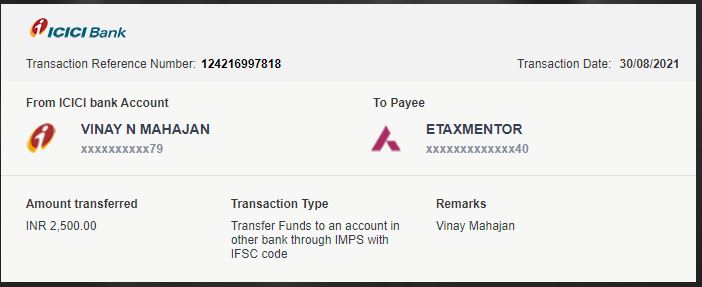 ICICI Bank
Transaction Reference Number: 124216997818 Transaction Date: 30/08/2021
From ICICI bank Account To Payee
VINAY N MAHAJAN ETAXMENTOR
xxxxxxxxxx79 xxxxxxxxxxxxx40
Amount transferred Transaction Type Remarks
INR 2,500.00 Transfer Funds to an account in Vinay Mahajan
other bank through IMPS with
IFSC code